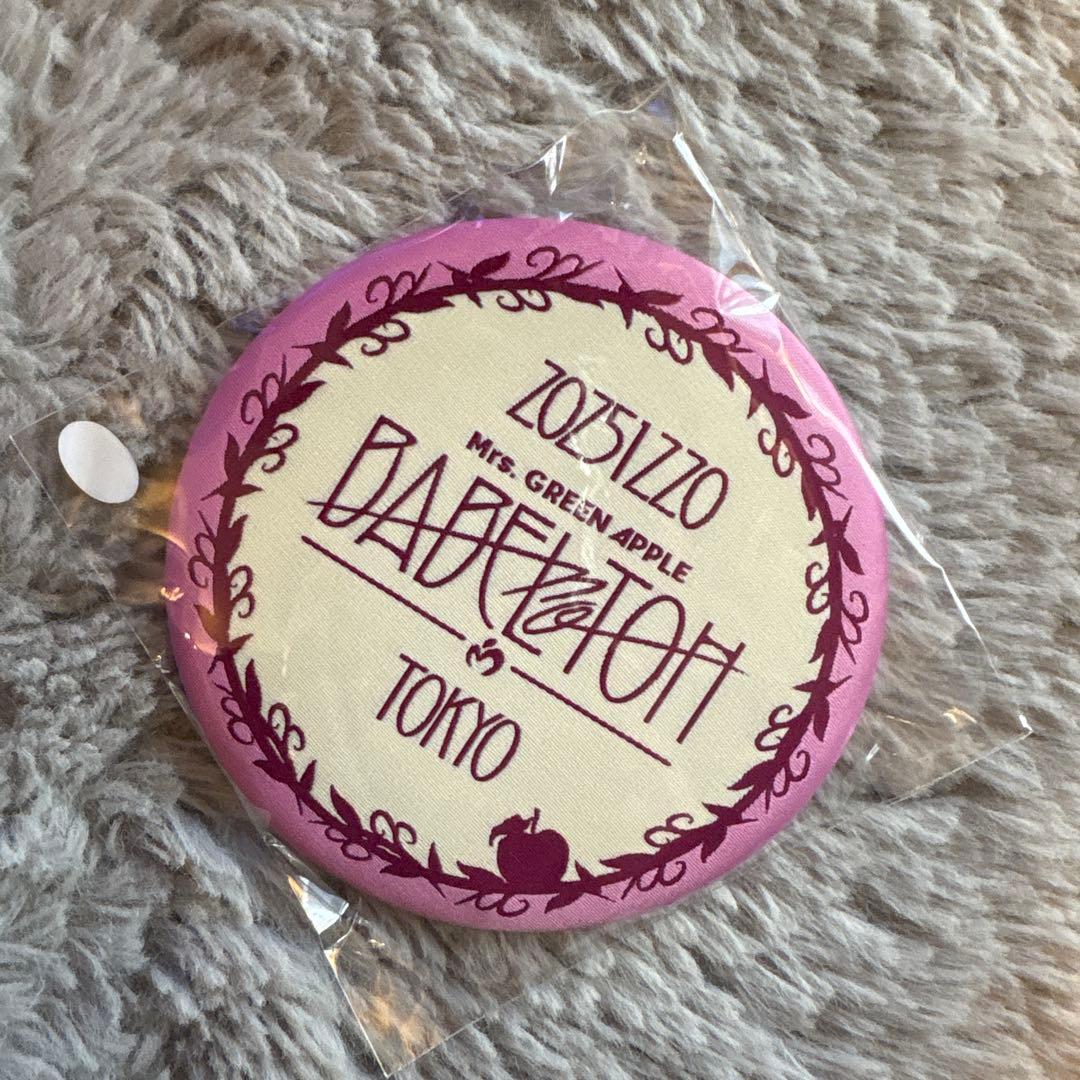 20251220
Mrs. GREEN APPLE
BABEL no TOH
TOKYO